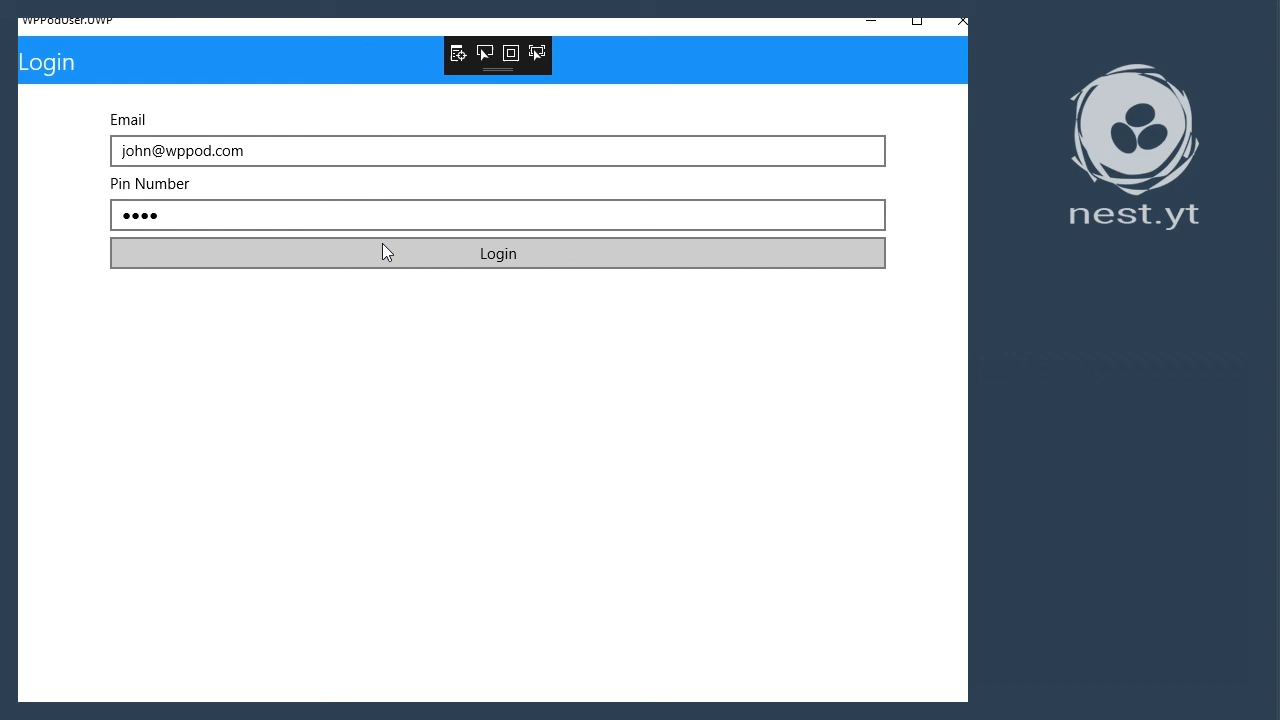 WPPodUser.UWP
Login
Email
john@wppod.com
Pin Number
••••
Login
nest.yt